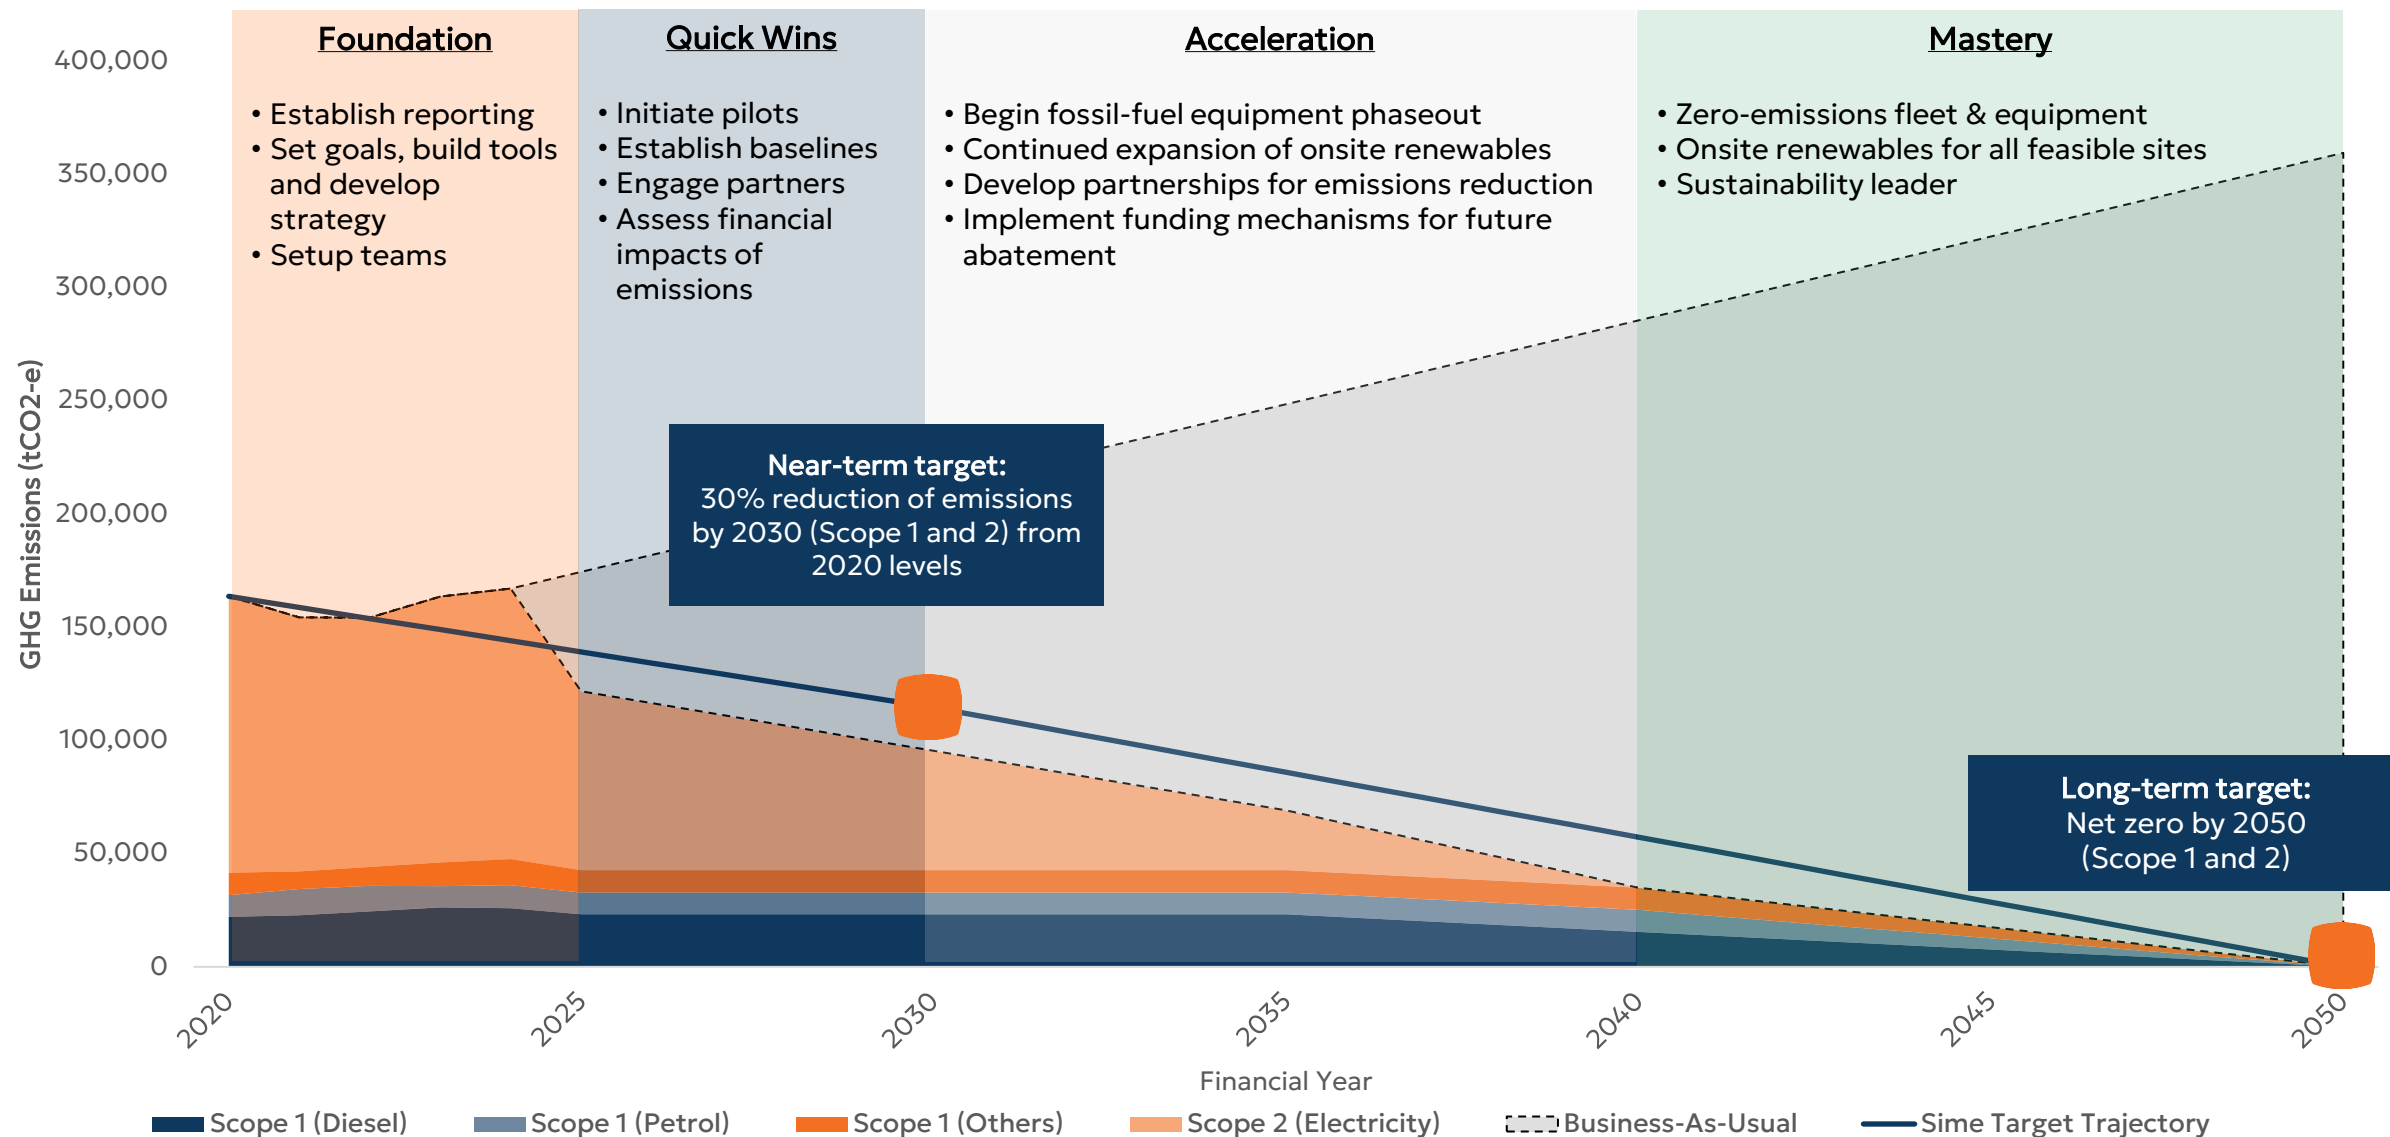 Foundation
• Establish reporting
• Set goals, build tools
and develop
strategy
• Setup teams
Quick Wins
• Initiate pilots
• Establish baselines
• Engage partners
• Assess financial
impacts of
emissions
Acceleration
• Begin fossil-fuel equipment phaseout
• Continued expansion of onsite renewables
• Develop partnerships for emissions reduction
• Implement funding mechanisms for future
abatement
Mastery
• Zero-emissions fleet & equipment
• Onsite renewables for all feasible sites
• Sustainability leader
GHG Emissions (tCO2-e)
400,000
350,000
300,000
250,000
200,000
150,000
100,000
50,000
0
Near-term target:
30% reduction of emissions
by 2030 (Scope 1 and 2) from
2020 levels
Long-term target:
Net zero by 2050
(Scope 1 and 2)
2020
2025
2030
2035
2040
2045
2050
Financial Year
Scope 1 (Diesel)
Scope 1 (Petrol)
Scope 1 (Others)
Scope 2 (Electricity)
Business-As-Usual
Sime Target Trajectory